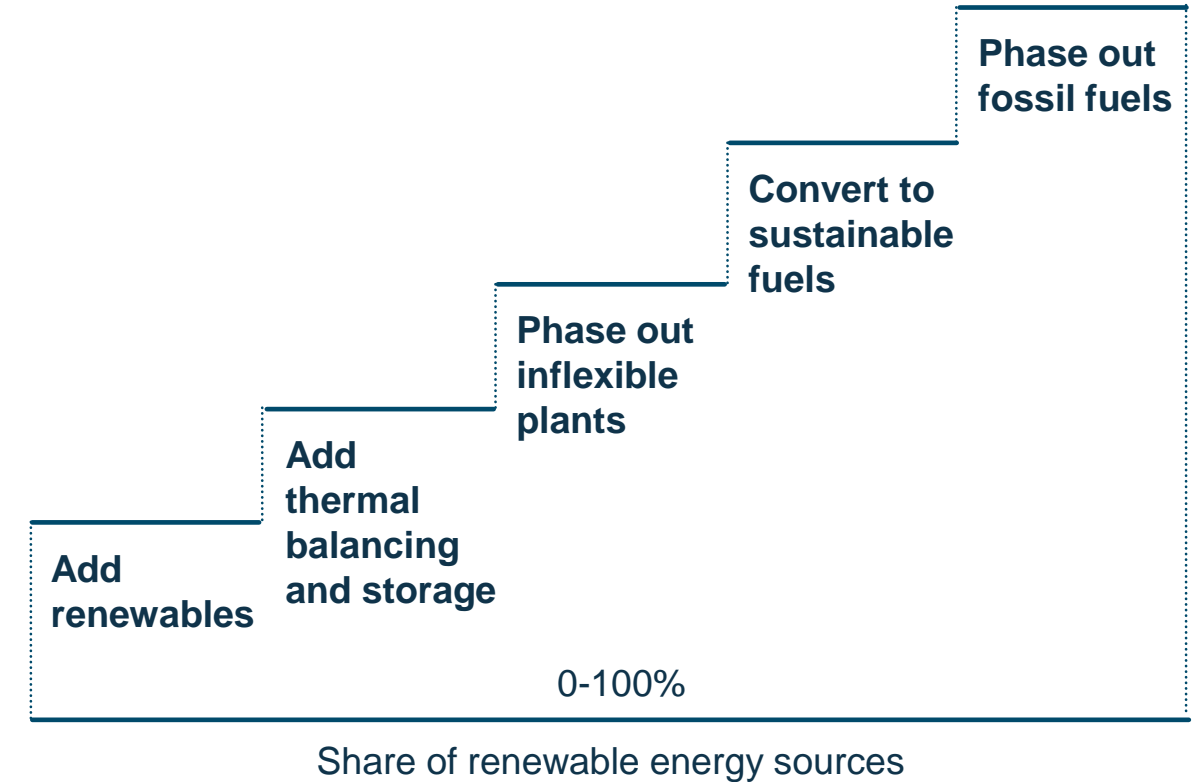 Phase out
fossil fuels
Convert to
sustainable
fuels
Phase out
inflexible
plants
Add
thermal
balancing
and storage
Add
renewables
0-100%
Share of renewable energy sources